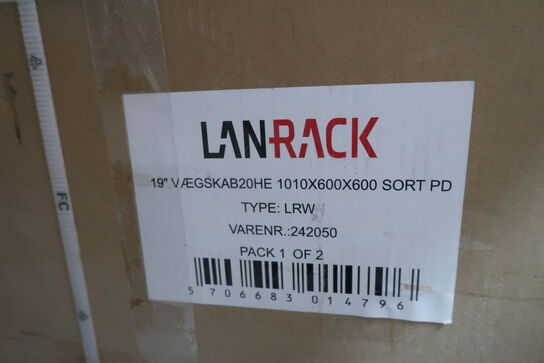 FC
LANRACK
19" VÆGSKAB20HE 1010X600X600 SORT PD
TYPE: LRW
VARENR.:242050
PACK 1 OF 2
5 706683 014796